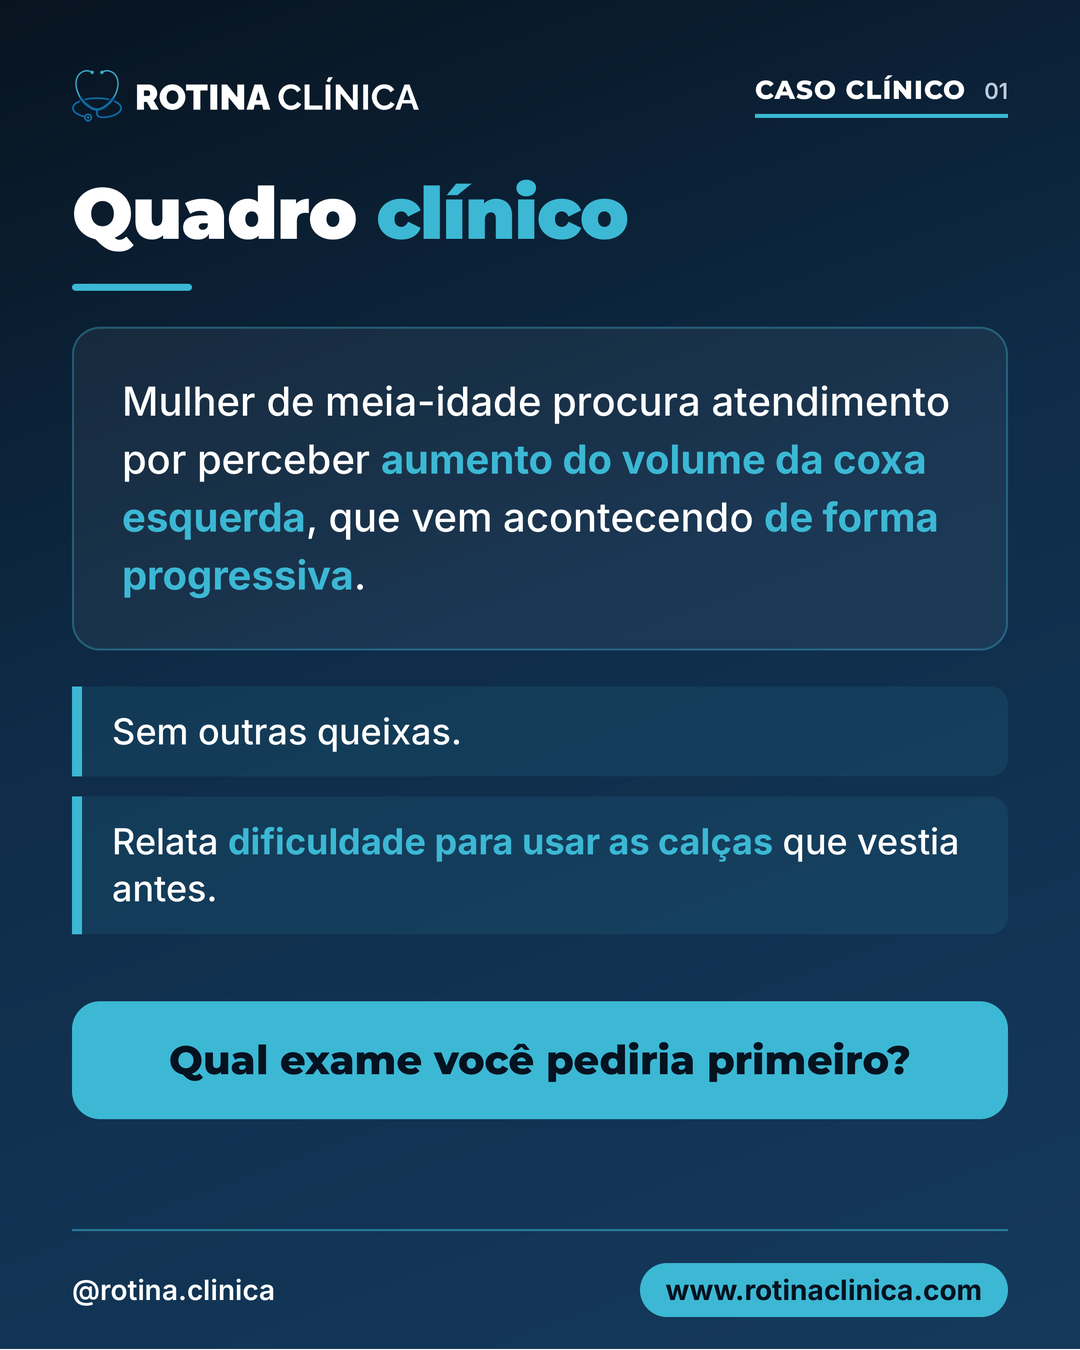 ROTINA CLÍNICA
CASO CLÍNICO 01
Quadro clínico
Mulher de meia-idade procura atendimento
por perceber aumento do volume da coxa
esquerda, que vem acontecendo de forma
progressiva.
Sem outras queixas.
Relata dificuldade para usar as calças que vestia
antes.
Qual exame você pediria primeiro?
@rotina.clinica
www.rotinaclinica.com